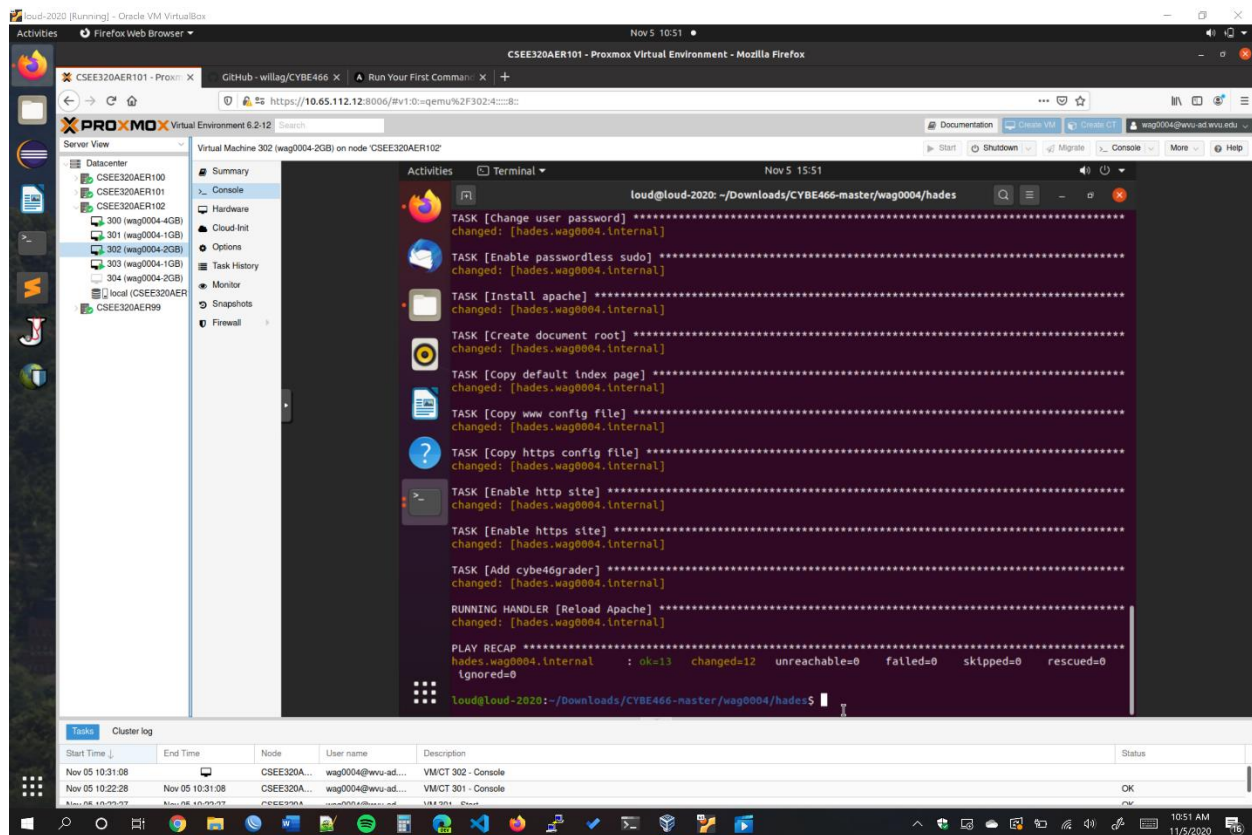 loud-2020 [Running] - Oracle VM VirtualBox
Activities Firefox Web Browser Nov 5 10:51
CSEE320AER101 - Proxmox Virtual Environment - Mozilla Firefox
CSEE320AER101 - Proxm GitHub - willag/CYBE466 Run Your First Command
https://10.65.112.12:8006/#v1:0:=qemu%2F302:4:::::8::
PROXMOX Virtual Environment 6.2-12 Search Documentation Create VM Create CT wag0004@wvu-ad.wvu.edu
Server View Virtual Machine 302 (wag0004-2GB) on node 'CSEE320AER102' Start Shutdown Migrate Console More Help
Datacenter
CSEE320AER100
CSEE320AER101
CSEE320AER102
300 (wag0004-4GB)
301 (wag0004-1GB)
302 (wag0004-2GB)
303 (wag0004-1GB)
304 (wag0004-2GB)
local (CSEE320AER
CSEE320AER99
Summary
Console
Hardware
Cloud-Init
Options
Task History
Monitor
Snapshots
Firewall
Activities Terminal Nov 5 15:51
loud@loud-2020: ~/Downloads/CYBE466-master/wag0004/hades
TASK [Change user password] ****
changed: [hades.wag0004.internal]
TASK [Enable passwordless sudo] ****
changed: [hades.wag0004.internal]
TASK [Install apache] ****
changed: [hades.wag0004.internal]
TASK [Create document root] ****
changed: [hades.wag0004.internal]
TASK [Copy default index page] ****
changed: [hades.wag0004.internal]
TASK [Copy www config file] ****
changed: [hades.wag0004.internal]
TASK [Copy https config file] ****
changed: [hades.wag0004.internal]
TASK [Enable http site] ****
changed: [hades.wag0004.internal]
TASK [Enable https site] ****
changed: [hades.wag0004.internal]
TASK [Add cybe46grader] ****
changed: [hades.wag0004.internal]
RUNNING HANDLER [Reload Apache] ****
changed: [hades.wag0004.internal]
PLAY RECAP ****
hades.wag0004.internal : ok=13 changed=12 unreachable=0 failed=0 skipped=0 rescued=0
ignored=0
loud@loud-2020:~/Downloads/CYBE466-master/wag0004/hades$
Tasks Cluster log
Start Time End Time Node User name Description Status
Nov 05 10:31:08 CSEE320A... wag0004@wvu-ad.... VM/CT 302 - Console
Nov 05 10:22:28 Nov 05 10:31:08 CSEE320A... wag0004@wvu-ad.... VM/CT 301 - Console OK
10:51 AM
11/5/2020